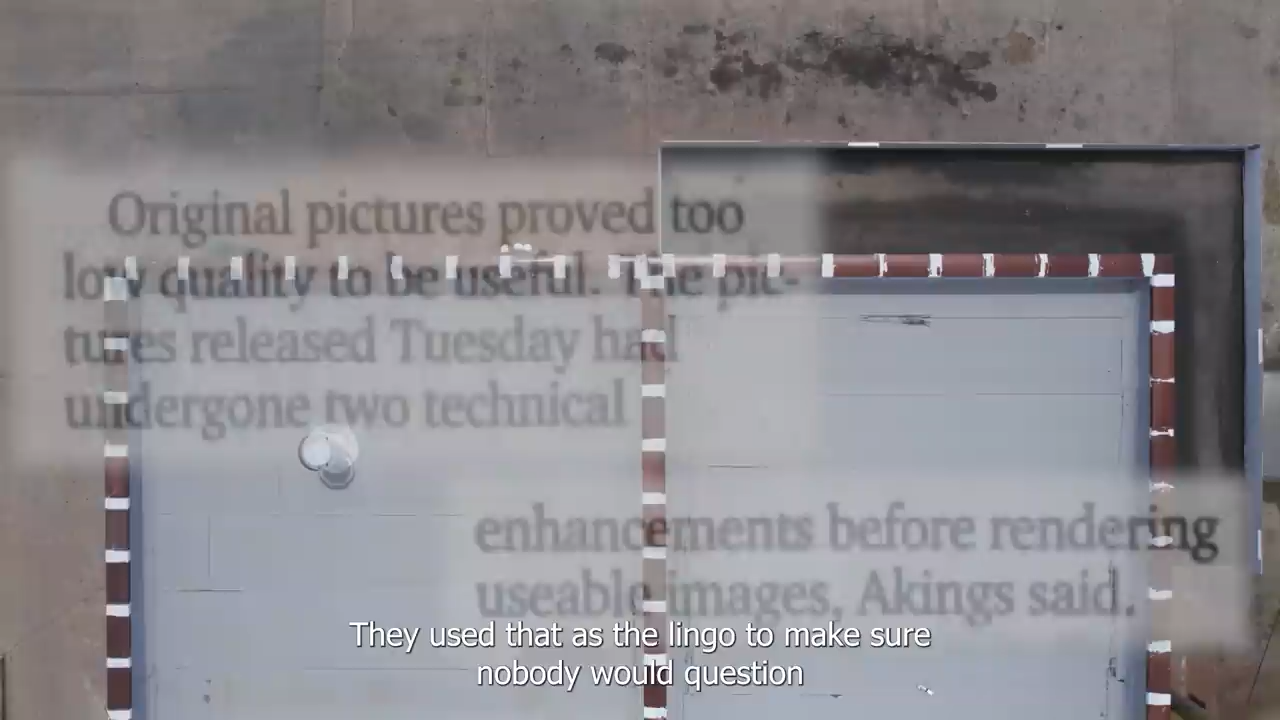 Original pictures proved too
low quality to be useful. The pic-
tures released Tuesday had
undergone two technical
enhancements before rendering
useable images, Akings said.
They used that as the lingo to make sure
nobody would question